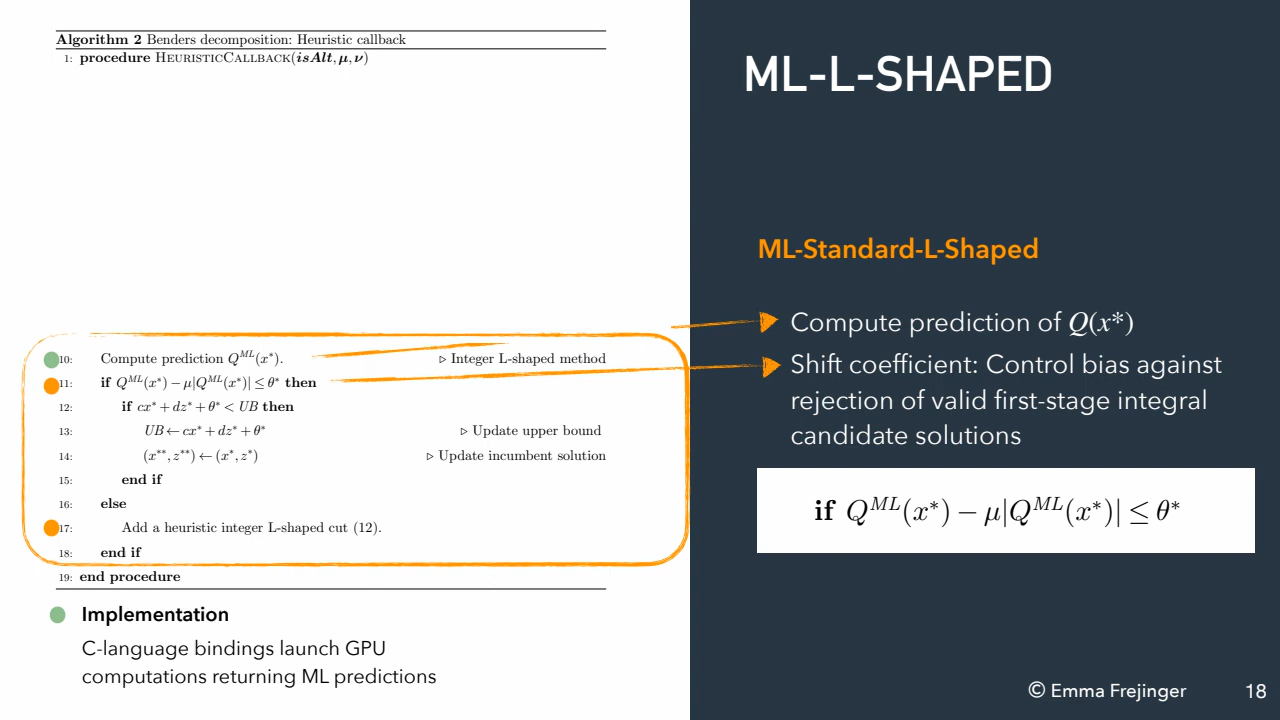 Algorithm 2 Benders decomposition: Heuristic callback
1: procedure HEURISTICCALLBACK(isAlt, μ, ν)
10: Compute prediction Q^{ML}(x*). ▷ Integer L-shaped method
11: if Q^{ML}(x*) − μ|Q^{ML}(x*)| ≤ θ* then
12: if cx* + dz* + θ* < UB then
13: UB ← cx* + dz* + θ* ▷ Update upper bound
14: (x**, z**) ← (x*, z*) ▷ Update incumbent solution
15: end if
16: else
17: Add a heuristic integer L-shaped cut (12).
18: end if
19: end procedure
Implementation
C-language bindings launch GPU
computations returning ML predictions
ML-L-SHAPED
ML-Standard-L-Shaped
Compute prediction of Q(x*)
Shift coefficient: Control bias against
rejection of valid first-stage integral
candidate solutions
if Q^{ML}(x*) − μ|Q^{ML}(x*)| ≤ θ*
© Emma Frejinger 18